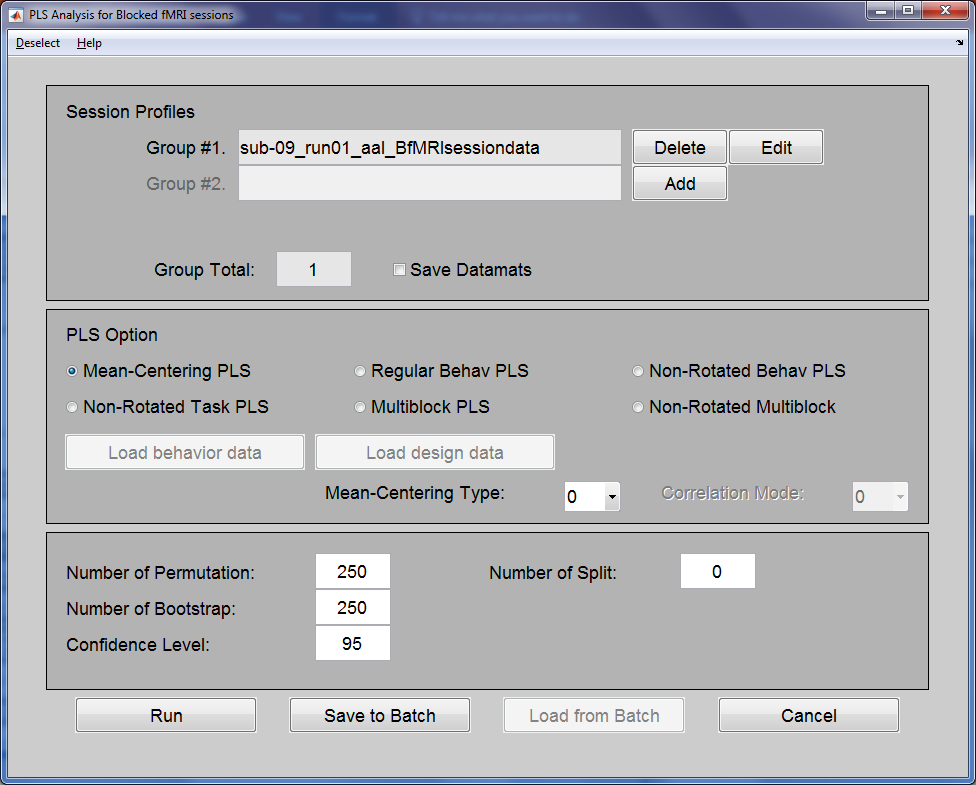 PLS Analysis for Blocked fMRI sessions
Deselect Help
Session Profiles
Group #1. sub-09_run01_aal_BfMRIsessiondata Delete Edit
Group #2. Add
Group Total: 1 Save Datamats
PLS Option
Mean-Centering PLS Regular Behav PLS Non-Rotated Behav PLS
Non-Rotated Task PLS Multiblock PLS Non-Rotated Multiblock
Load behavior data Load design data
Mean-Centering Type: 0 Correlation Mode: 0
Number of Permutation: 250 Number of Split: 0
Number of Bootstrap: 250
Confidence Level: 95
Run Save to Batch Load from Batch Cancel